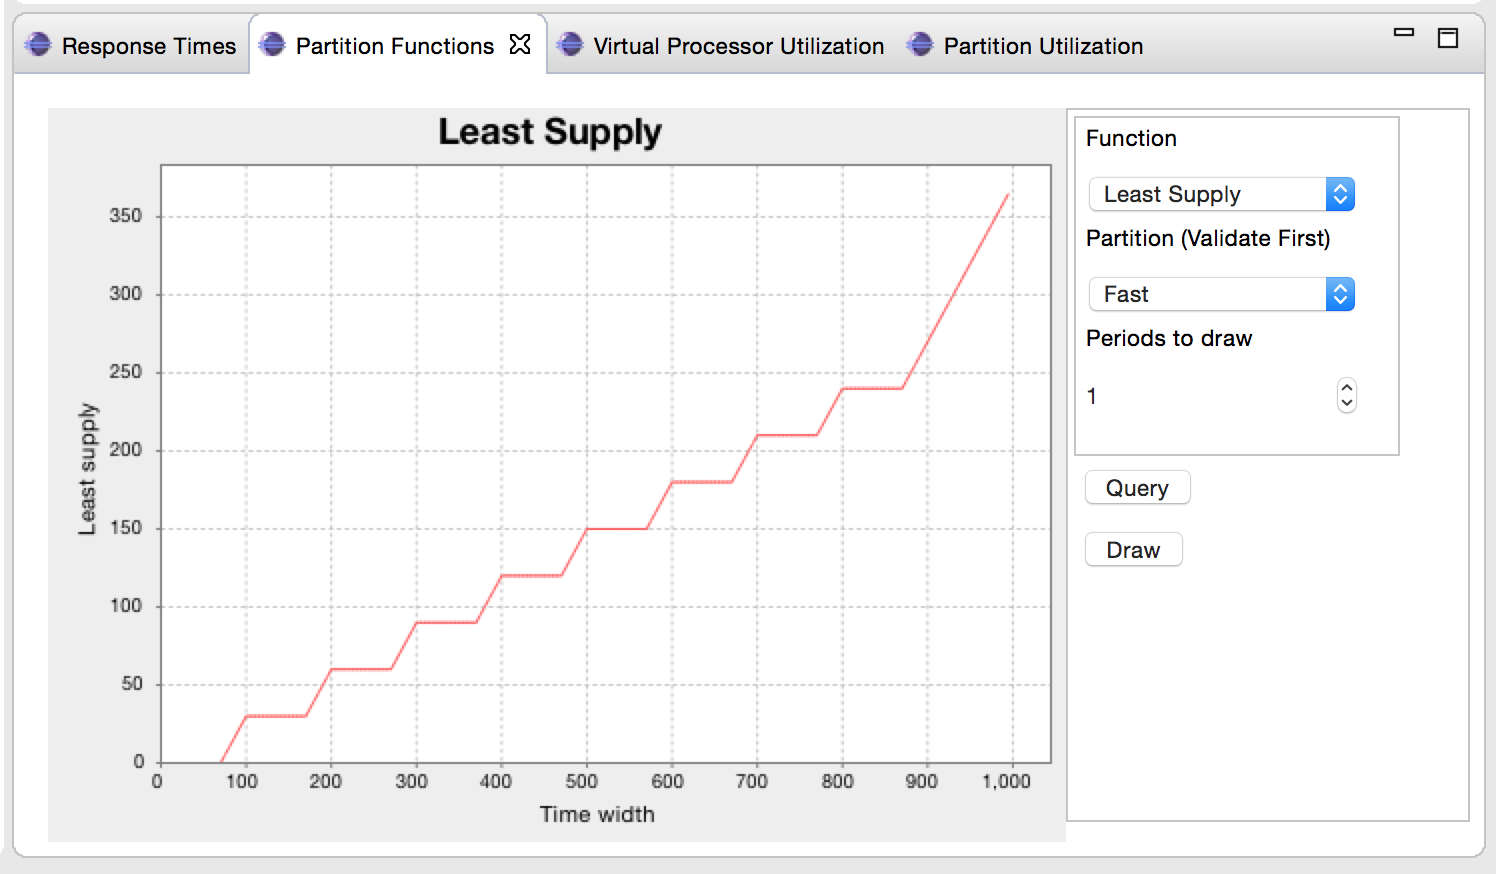 Response Times
Partition Functions
Virtual Processor Utilization
Partition Utilization
Least Supply
350
300
250
200
150
100
50
0
Least supply
0 100 200 300 400 500 600 700 800 900 1,000
Time width
Function
Least Supply
Partition (Validate First)
Fast
Periods to draw
1
Query
Draw